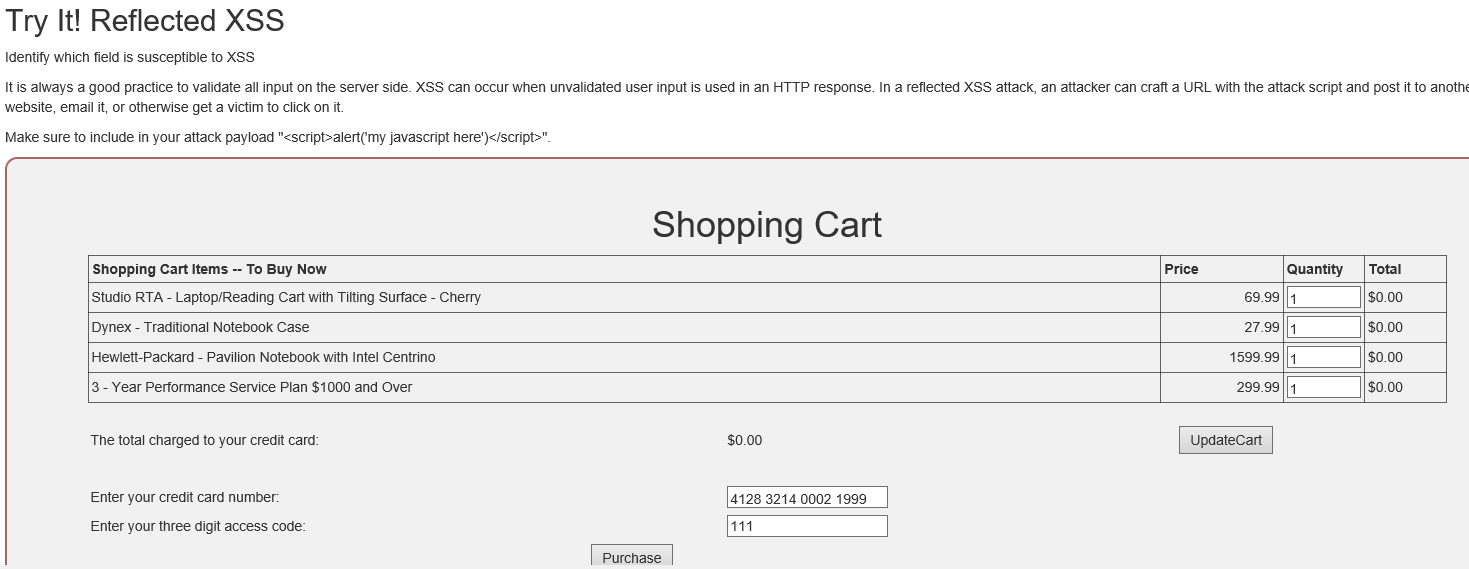 Try It! Reflected XSS
Identify which field is susceptible to XSS
It is always a good practice to validate all input on the server side. XSS can occur when unvalidated user input is used in an HTTP response. In a reflected XSS attack, an attacker can craft a URL with the attack script and post it to anothe
website, email it, or otherwise get a victim to click on it.
Make sure to include in your attack payload "<script>alert('my javascript here')</script>".
Shopping Cart
Shopping Cart Items -- To Buy Now Price Quantity Total
Studio RTA - Laptop/Reading Cart with Tilting Surface - Cherry 69.99 1 $0.00
Dynex - Traditional Notebook Case 27.99 1 $0.00
Hewlett-Packard - Pavilion Notebook with Intel Centrino 1599.99 1 $0.00
3 - Year Performance Service Plan $1000 and Over 299.99 1 $0.00
The total charged to your credit card: $0.00 UpdateCart
Enter your credit card number: 4128 3214 0002 1999
Enter your three digit access code: 111
Purchase